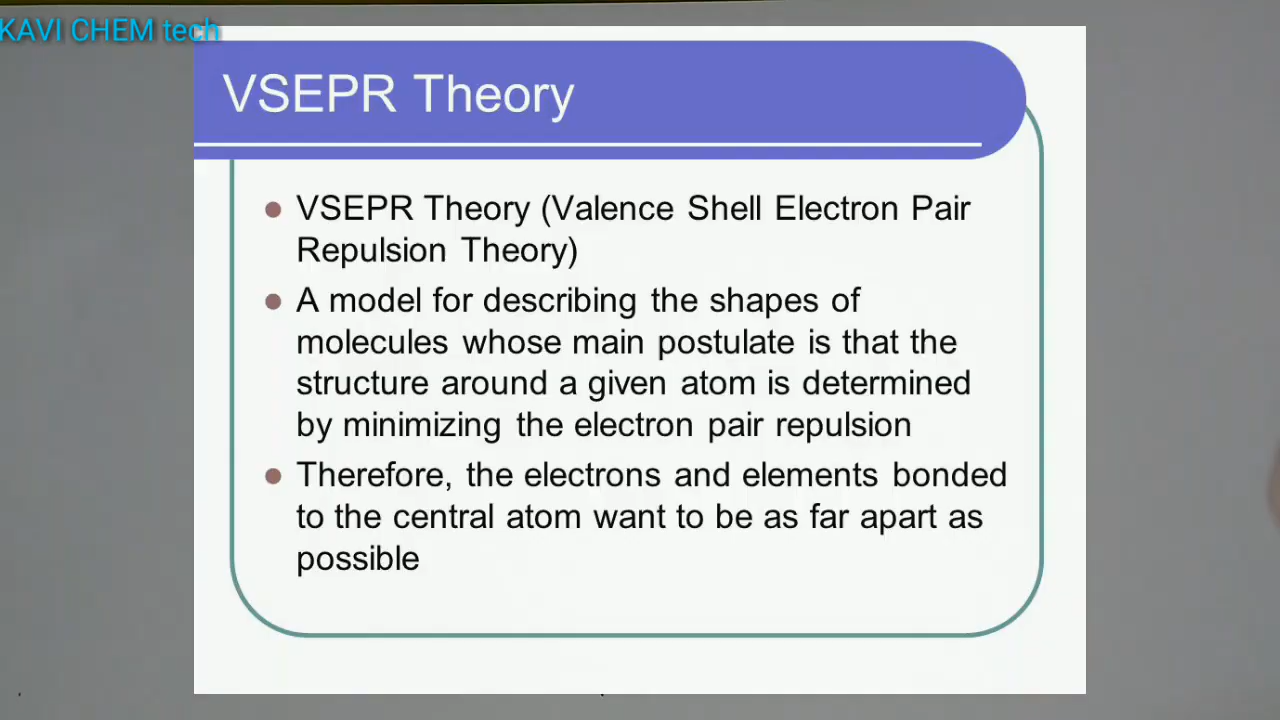 KAVI CHEM tech
VSEPR Theory
VSEPR Theory (Valence Shell Electron Pair
Repulsion Theory)
A model for describing the shapes of
molecules whose main postulate is that the
structure around a given atom is determined
by minimizing the electron pair repulsion
Therefore, the electrons and elements bonded
to the central atom want to be as far apart as
possible